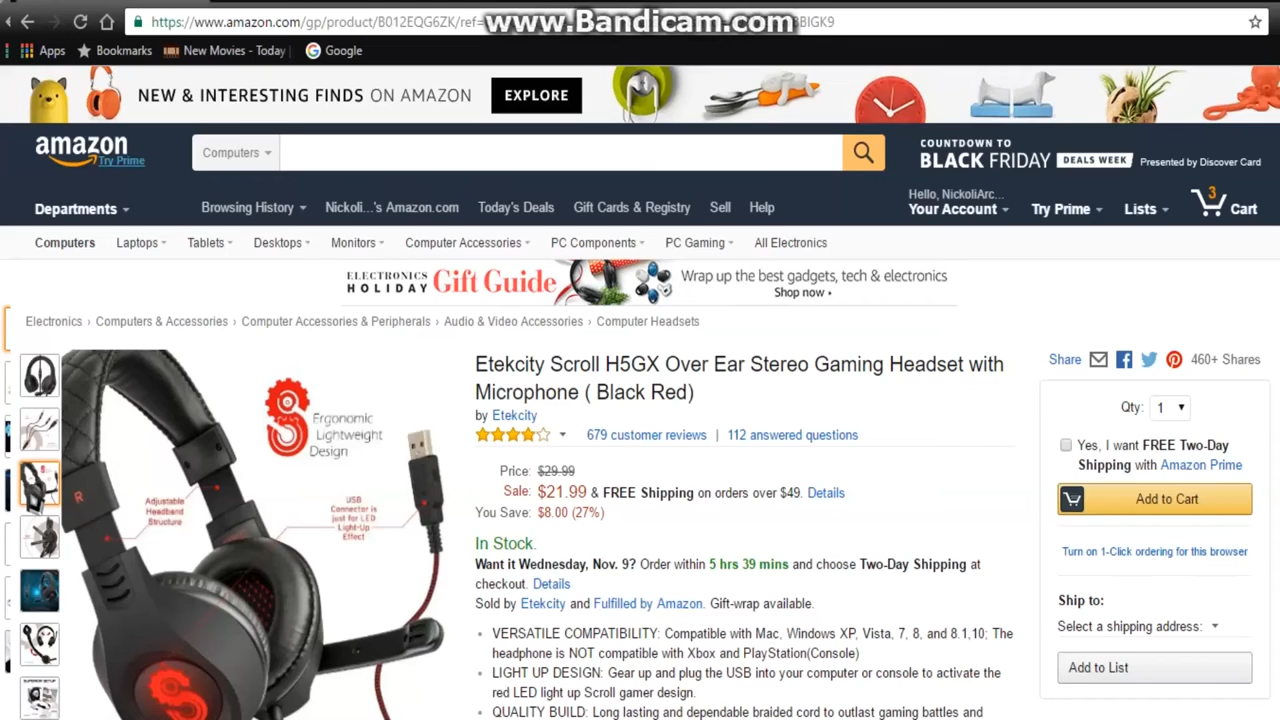 https://www.amazon.com/gp/product/B012EQG6ZK/ref=
www.Bandicam.com
Apps
Bookmarks
New Movies - Today
Google
NEW & INTERESTING FINDS ON AMAZON
EXPLORE
amazon
Try Prime
Computers
COUNTDOWN TO
BLACK FRIDAY DEALS WEEK Presented by Discover Card
Departments
Browsing History
Nickoli...'s Amazon.com
Today's Deals
Gift Cards & Registry
Sell
Help
Hello, NickoliArc...
Your Account
Try Prime
Lists
3
Cart
Computers
Laptops
Tablets
Desktops
Monitors
Computer Accessories
PC Components
PC Gaming
All Electronics
ELECTRONICS
HOLIDAY
Gift Guide
Wrap up the best gadgets, tech & electronics
Shop now ›
Electronics › Computers & Accessories › Computer Accessories & Peripherals › Audio & Video Accessories › Computer Headsets
R
Adjustable
Headband
Structure
Ergonomic
Lightweight
Design
USB
Connector is
just for LED
Light-Up
Effect
Etekcity Scroll H5GX Over Ear Stereo Gaming Headset with
Microphone ( Black Red)
by Etekcity
679 customer reviews | 112 answered questions
Price: $29.99
Sale: $21.99 & FREE Shipping on orders over $49. Details
You Save: $8.00 (27%)
In Stock.
Want it Wednesday, Nov. 9? Order within 5 hrs 39 mins and choose Two-Day Shipping at
checkout. Details
Sold by Etekcity and Fulfilled by Amazon. Gift-wrap available.
• VERSATILE COMPATIBILITY: Compatible with Mac, Windows XP, Vista, 7, 8, and 8.1,10; The
headphone is NOT compatible with Xbox and PlayStation(Console)
• LIGHT UP DESIGN: Gear up and plug the USB into your computer or console to activate the
red LED light up Scroll gamer design.
• QUALITY BUILD: Long lasting and dependable braided cord to outlast gaming battles and
Share
460+ Shares
Qty: 1
Yes, I want FREE Two-Day
Shipping with Amazon Prime
Add to Cart
Turn on 1-Click ordering for this browser
Ship to:
Select a shipping address:
Add to List